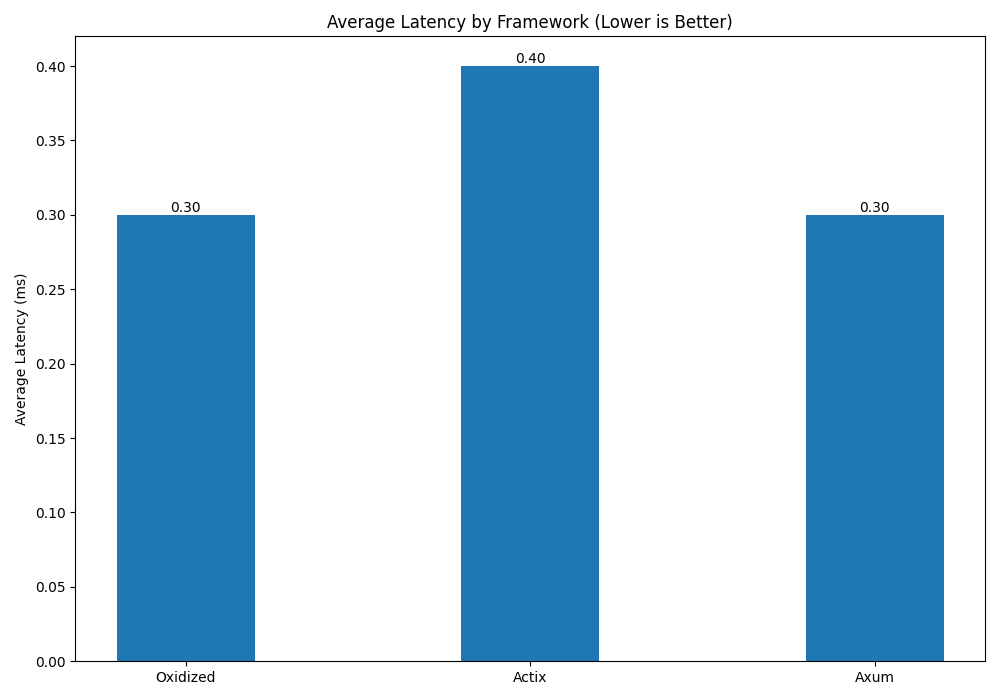 Average Latency by Framework (Lower is Better)
Average Latency (ms)
0.40
0.35
0.30
0.25
0.20
0.15
0.10
0.05
0.00
0.30
0.40
0.30
Oxidized
Actix
Axum